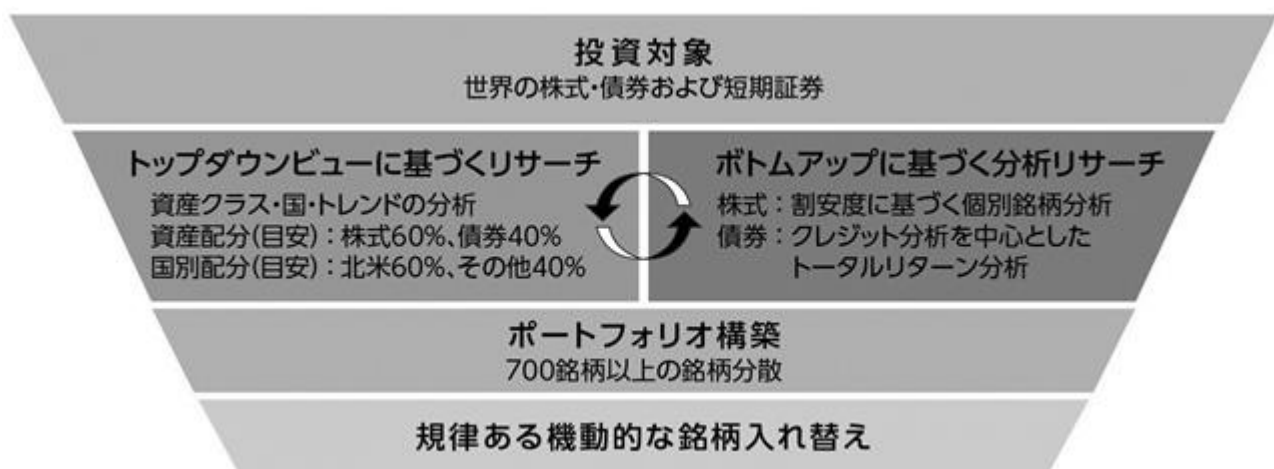 投資対象
世界の株式・債券および短期証券
トップダウンビューに基づくリサーチ
資産クラス・国・トレンドの分析
資産配分(目安)：株式60%、債券40%
国別配分(目安)：北米60%、その他40%
ボトムアップに基づく分析リサーチ
株式：割安度に基づく個別銘柄分析
債券：クレジット分析を中心とした
トータルリターン分析
ポートフォリオ構築
700銘柄以上の銘柄分散
規律ある機動的な銘柄入れ替え